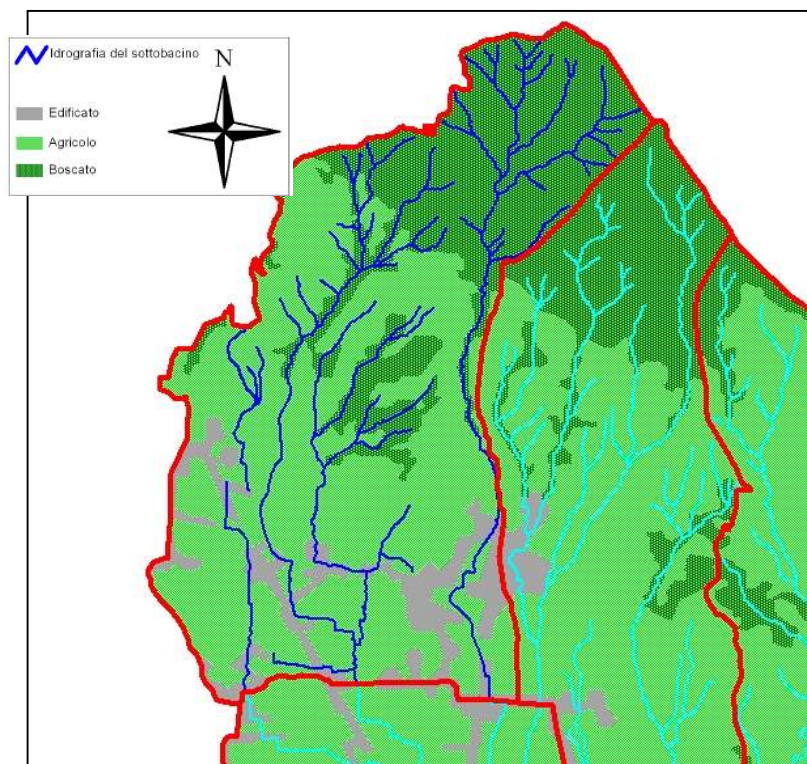 Idrografia del sottobacino
N
Edificato
Agricolo
Boscato